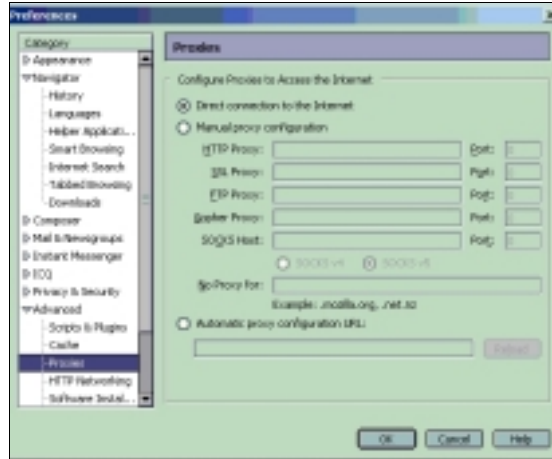 Preferences
Category
Appearance
Navigator
History
Languages
Helper Applicati...
Smart Browsing
Internet Search
Tabbed Browsing
Downloads
Composer
Mail & Newsgroups
Instant Messenger
ICQ
Privacy & Security
Advanced
Scripts & Plugins
Cache
Proxies
HTTP Networking
Software Instal...
Proxies
Configure Proxies to Access the Internet
Direct connection to the Internet
Manual proxy configuration
HTTP Proxy: Port:
SSL Proxy: Port:
FTP Proxy: Port:
Gopher Proxy: Port:
SOCKS Host: Port:
SOCKS v4 SOCKS v5
No Proxy for:
Example: .mozilla.org, .net.nz
Automatic proxy configuration URL:
Reload
OK Cancel Help